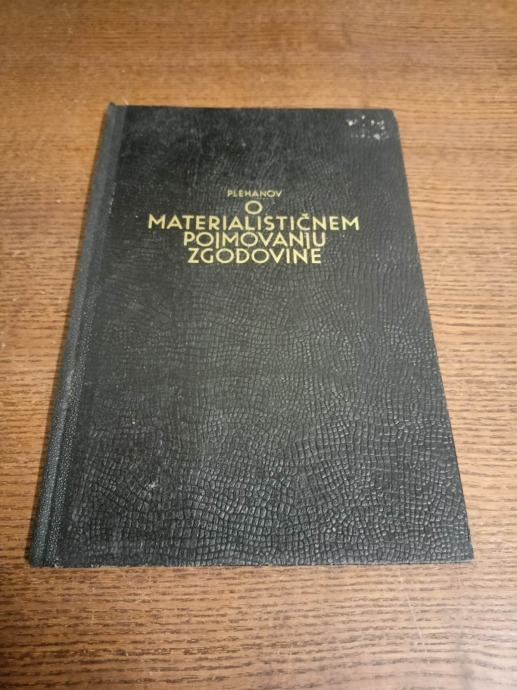 PLEHANOV
O
MATERIALISTIČNEM
POJMOVANJU
ZGODOVINE